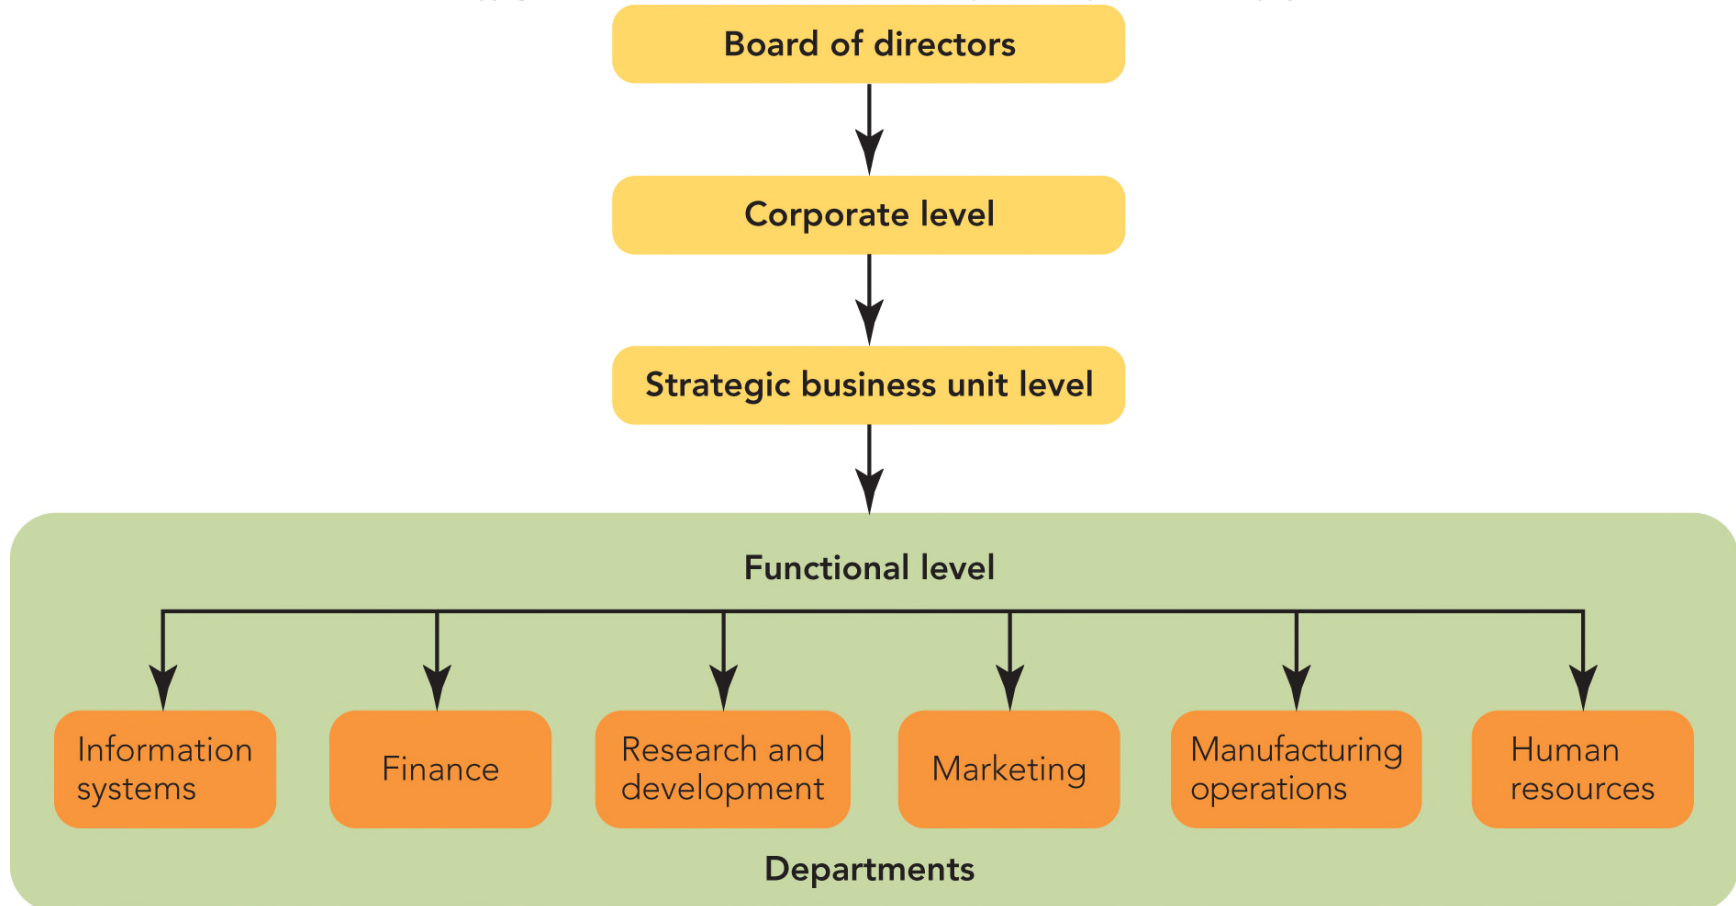 Board of directors
Corporate level
Strategic business unit level
Functional level
Information
systems
Finance
Research and
development
Marketing
Manufacturing
operations
Human
resources
Departments